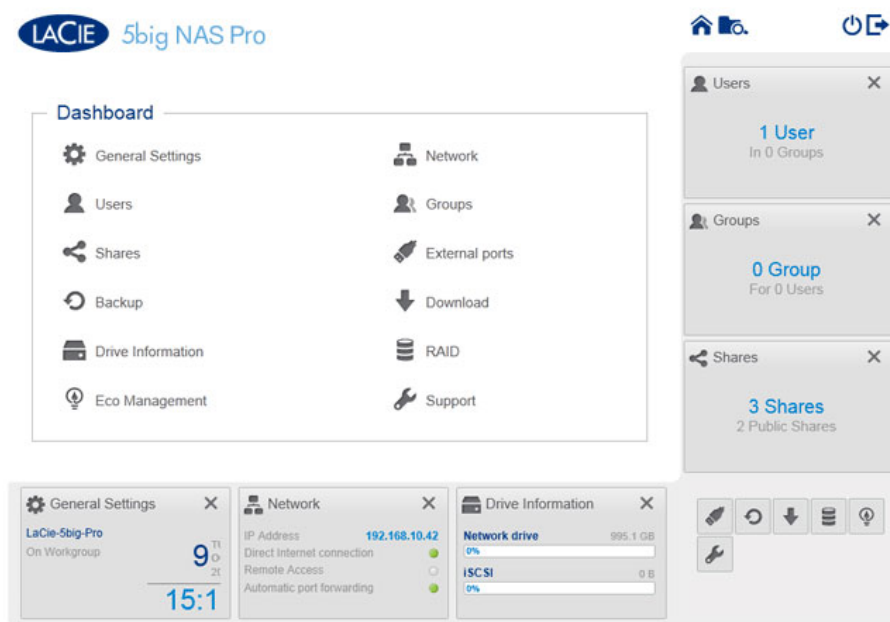 LACIE 5big NAS Pro
Dashboard
General Settings
Network
Users
Groups
Shares
External ports
Backup
Download
Drive Information
RAID
Eco Management
Support
Users
1 User
In 0 Groups
Groups
0 Group
For 0 Users
Shares
3 Shares
2 Public Shares
General Settings
LaCie-5big-Pro
On Workgroup
9
15:1
Network
IP Address 192.168.10.42
Direct Internet connection
Remote Access
Automatic port forwarding
Drive Information
Network drive 995.1 GB
0%
iSCSI 0 B
0%